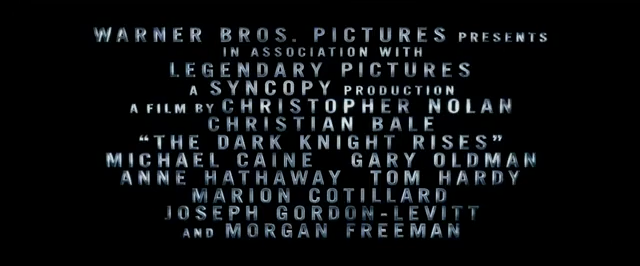 WARNER BROS. PICTURES PRESENTS
IN ASSOCIATION WITH
LEGENDARY PICTURES
A SYNCOPY PRODUCTION
A FILM BY CHRISTOPHER NOLAN
CHRISTIAN BALE
“THE DARK KNIGHT RISES”
MICHAEL CAINE GARY OLDMAN
ANNE HATHAWAY TOM HARDY
MARION COTILLARD
JOSEPH GORDON-LEVITT
AND MORGAN FREEMAN